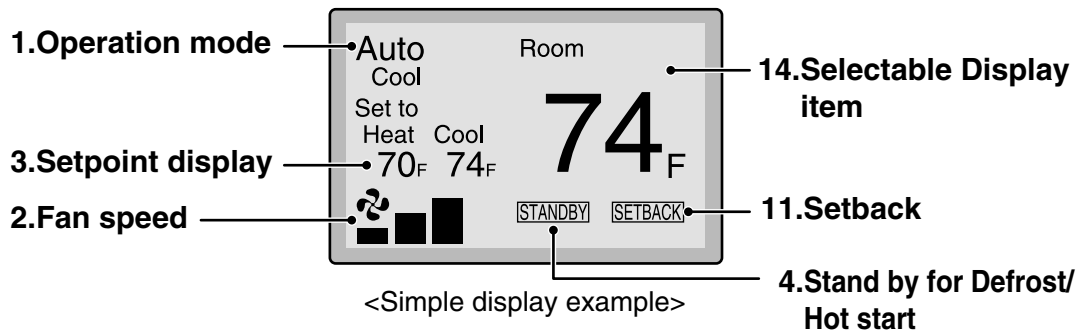 1.Operation mode
Auto
Cool
Room
14.Selectable Display
item
Set to
Heat Cool
3.Setpoint display
70F 74F
74F
2.Fan speed
STANDBY SETBACK
11.Setback
4.Stand by for Defrost/
Hot start
<Simple display example>